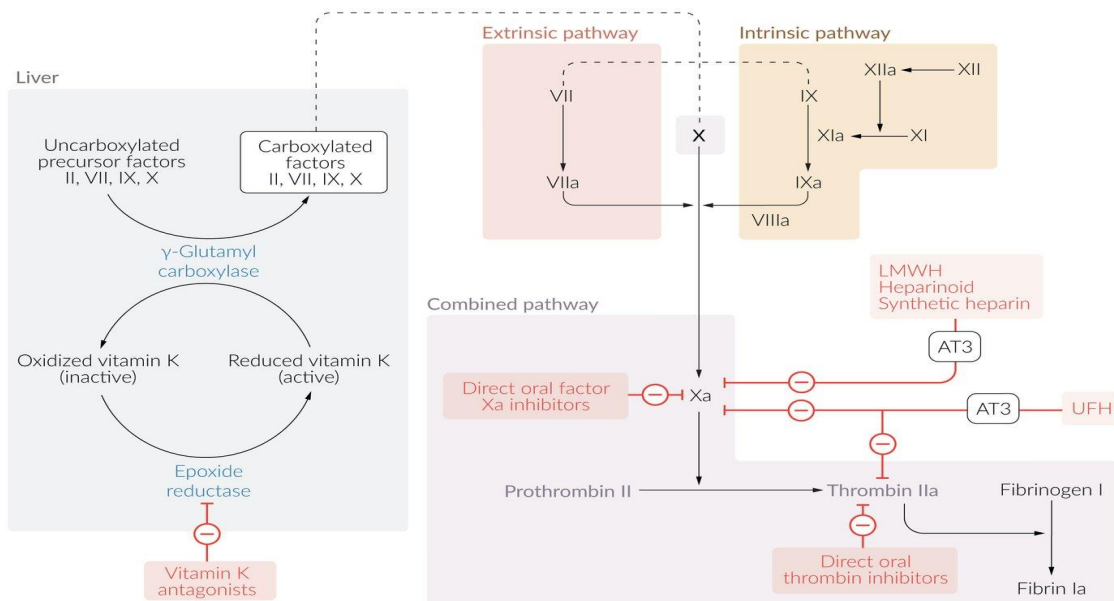 Extrinsic pathway
Intrinsic pathway
Liver
XIIa
XII
VII
IX
XIa
XI
X
Uncarboxylated
precursor factors
II, VII, IX, X
Carboxylated
factors
II, VII, IX, X
VIIa
IXa
VIIIa
γ-Glutamyl
carboxylase
LMWH
Heparinoid
Synthetic heparin
Combined pathway
AT3
Oxidized vitamin K
(inactive)
Reduced vitamin K
(active)
Direct oral factor
Xa inhibitors
Xa
AT3
UFH
Epoxide
reductase
Prothrombin II
Thrombin IIa
Fibrinogen I
Vitamin K
antagonists
Direct oral
thrombin inhibitors
Fibrin Ia